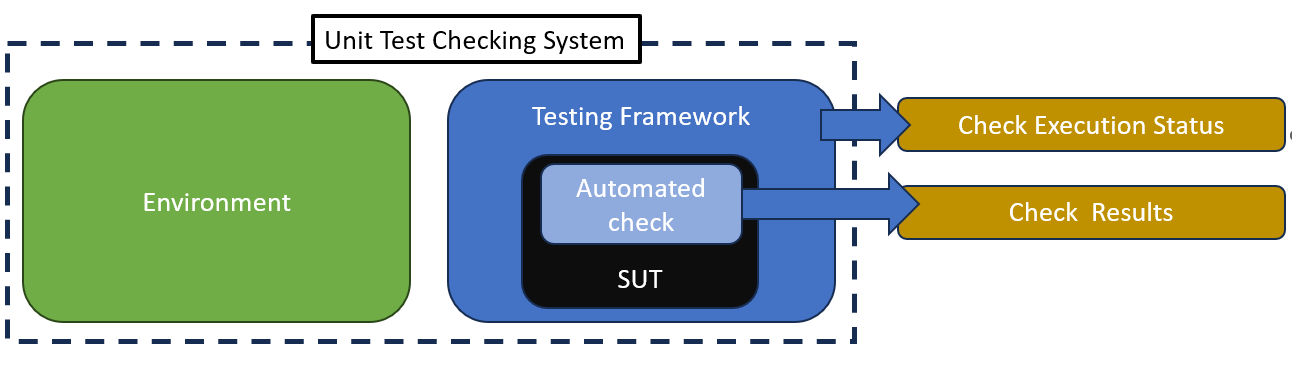 Unit Test Checking System
Environment
Testing Framework
Automated
check
SUT
Check Execution Status
Check  Results